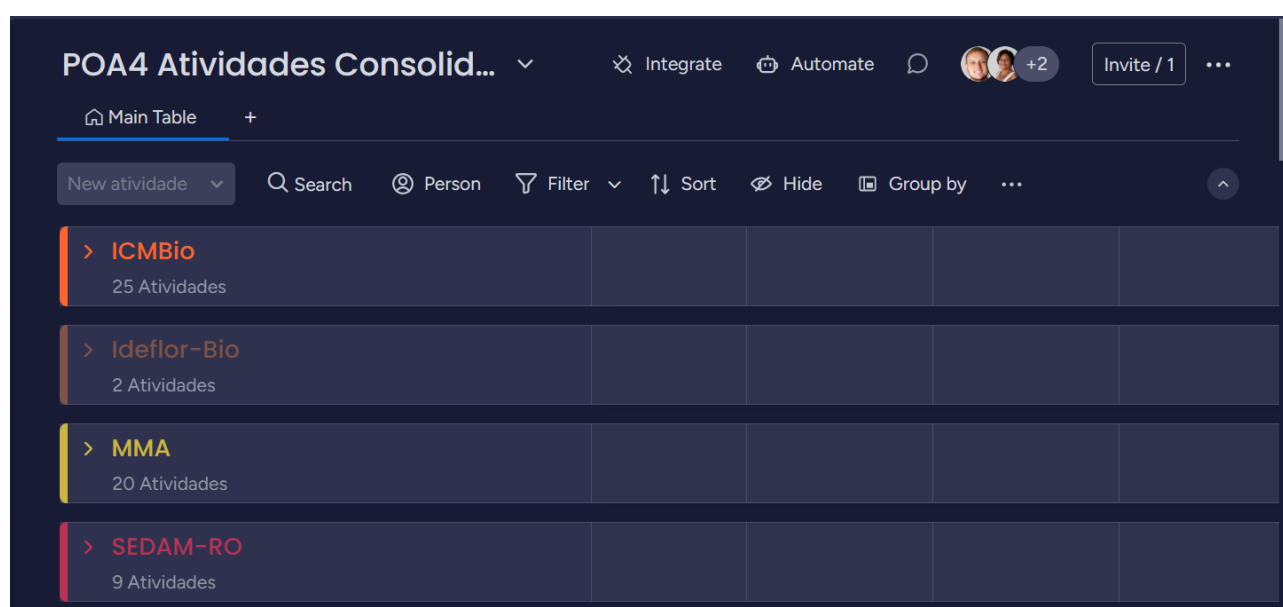 POA4 Atividades Consolid... Integrate Automate +2 Invite / 1
Main Table +
New atividade Search Person Filter Sort Hide Group by
ICMBio
25 Atividades
Ideflor-Bio
2 Atividades
MMA
20 Atividades
SEDAM-RO
9 Atividades